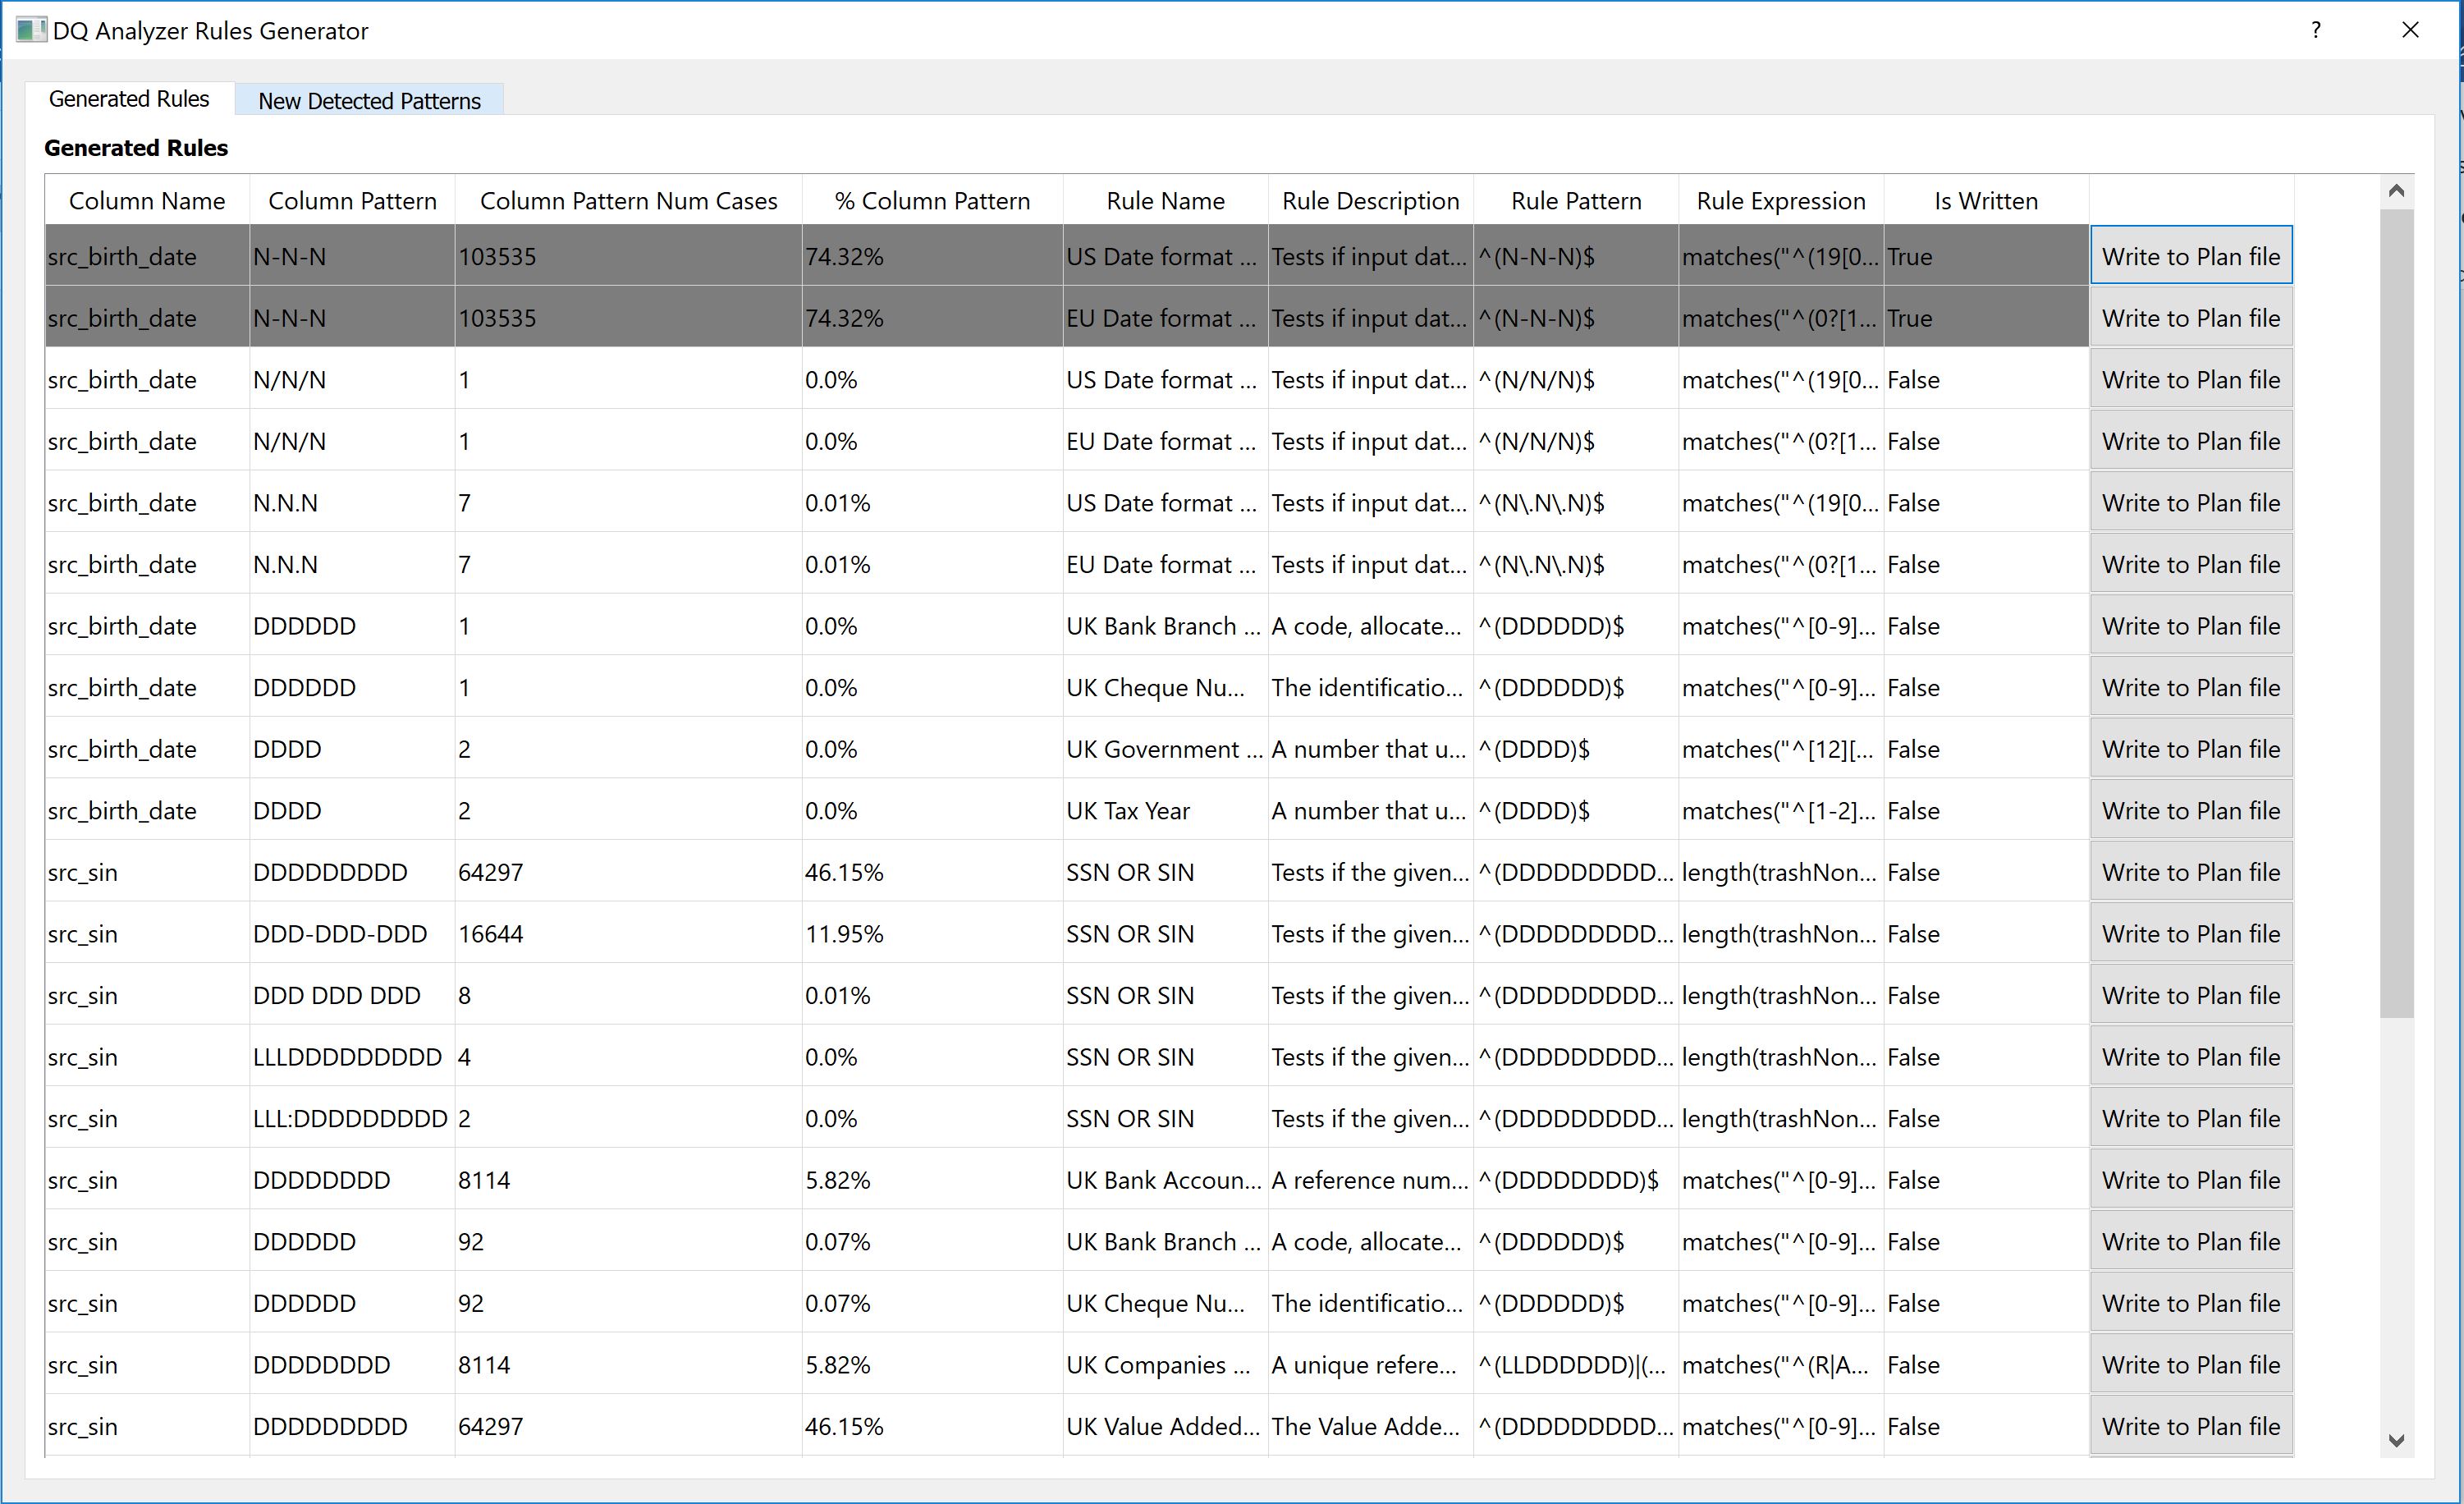 DQ Analyzer Rules Generator ?
Generated Rules New Detected Patterns
Generated Rules
Column Name Column Pattern Column Pattern Num Cases % Column Pattern Rule Name Rule Description Rule Pattern Rule Expression Is Written
src_birth_date N-N-N 103535 74.32% US Date format ... Tests if input dat... ^(N-N-N)$ matches("^(19[0... True Write to Plan file
src_birth_date N-N-N 103535 74.32% EU Date format ... Tests if input dat... ^(N-N-N)$ matches("^(0?[1... True Write to Plan file
src_birth_date N/N/N 1 0.0% US Date format ... Tests if input dat... ^(N/N/N)$ matches("^(19[0... False Write to Plan file
src_birth_date N/N/N 1 0.0% EU Date format ... Tests if input dat... ^(N/N/N)$ matches("^(0?[1... False Write to Plan file
src_birth_date N.N.N 7 0.01% US Date format ... Tests if input dat... ^(N\.N\.N)$ matches("^(19[0... False Write to Plan file
src_birth_date N.N.N 7 0.01% EU Date format ... Tests if input dat... ^(N\.N\.N)$ matches("^(0?[1... False Write to Plan file
src_birth_date DDDDDD 1 0.0% UK Bank Branch ... A code, allocate... ^(DDDDDD)$ matches("^[0-9]... False Write to Plan file
src_birth_date DDDDDD 1 0.0% UK Cheque Nu... The identificatio... ^(DDDDDD)$ matches("^[0-9]... False Write to Plan file
src_birth_date DDDD 2 0.0% UK Government ... A number that u... ^(DDDD)$ matches("^[12][... False Write to Plan file
src_birth_date DDDD 2 0.0% UK Tax Year A number that u... ^(DDDD)$ matches("^[1-2]... False Write to Plan file
src_sin DDDDDDDDD 64297 46.15% SSN OR SIN Tests if the given... ^(DDDDDDDDD... length(trashNon... False Write to Plan file
src_sin DDD-DDD-DDD 16644 11.95% SSN OR SIN Tests if the given... ^(DDDDDDDDD... length(trashNon... False Write to Plan file
src_sin DDD DDD DDD 8 0.01% SSN OR SIN Tests if the given... ^(DDDDDDDDD... length(trashNon... False Write to Plan file
src_sin LLLDDDDDDDDD 4 0.0% SSN OR SIN Tests if the given... ^(DDDDDDDDD... length(trashNon... False Write to Plan file
src_sin LLL:DDDDDDDDD 2 0.0% SSN OR SIN Tests if the given... ^(DDDDDDDDD... length(trashNon... False Write to Plan file
src_sin DDDDDDDD 8114 5.82% UK Bank Accoun... A reference num... ^(DDDDDDDD)$ matches("^[0-9]... False Write to Plan file
src_sin DDDDDD 92 0.07% UK Bank Branch ... A code, allocate... ^(DDDDDD)$ matches("^[0-9]... False Write to Plan file
src_sin DDDDDD 92 0.07% UK Cheque Nu... The identificatio... ^(DDDDDD)$ matches("^[0-9]... False Write to Plan file
src_sin DDDDDDDD 8114 5.82% UK Companies ... A unique refere... ^(LLDDDDDD)|(... matches("^(R|A... False Write to Plan file
src_sin DDDDDDDDD 64297 46.15% UK Value Added... The Value Adde... ^(DDDDDDDDD... matches("^[0-9]... False Write to Plan file